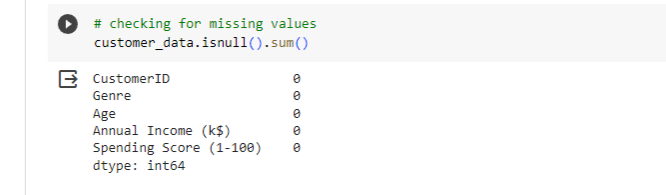 # checking for missing values
customer_data.isnull().sum()
CustomerID 0
Genre 0
Age 0
Annual Income (k$) 0
Spending Score (1-100) 0
dtype: int64